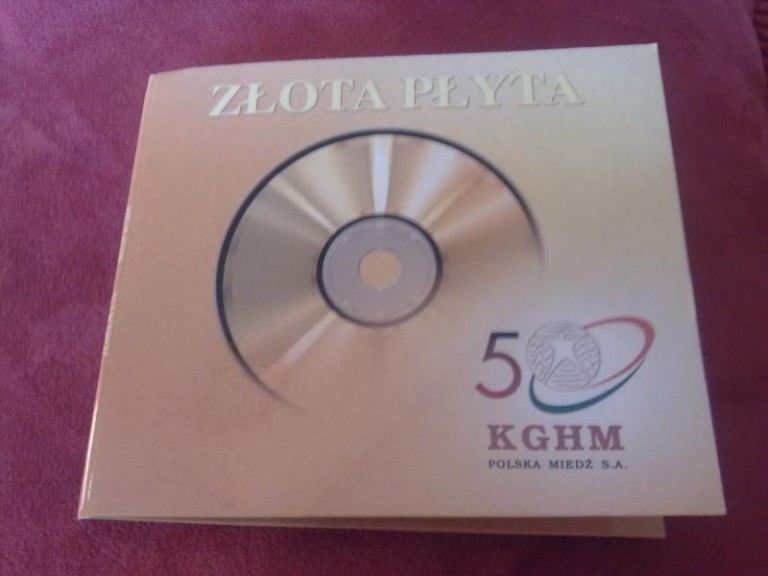 ZŁOTA PŁYTA
50
KGHM
POLSKA MIEDŹ S.A.